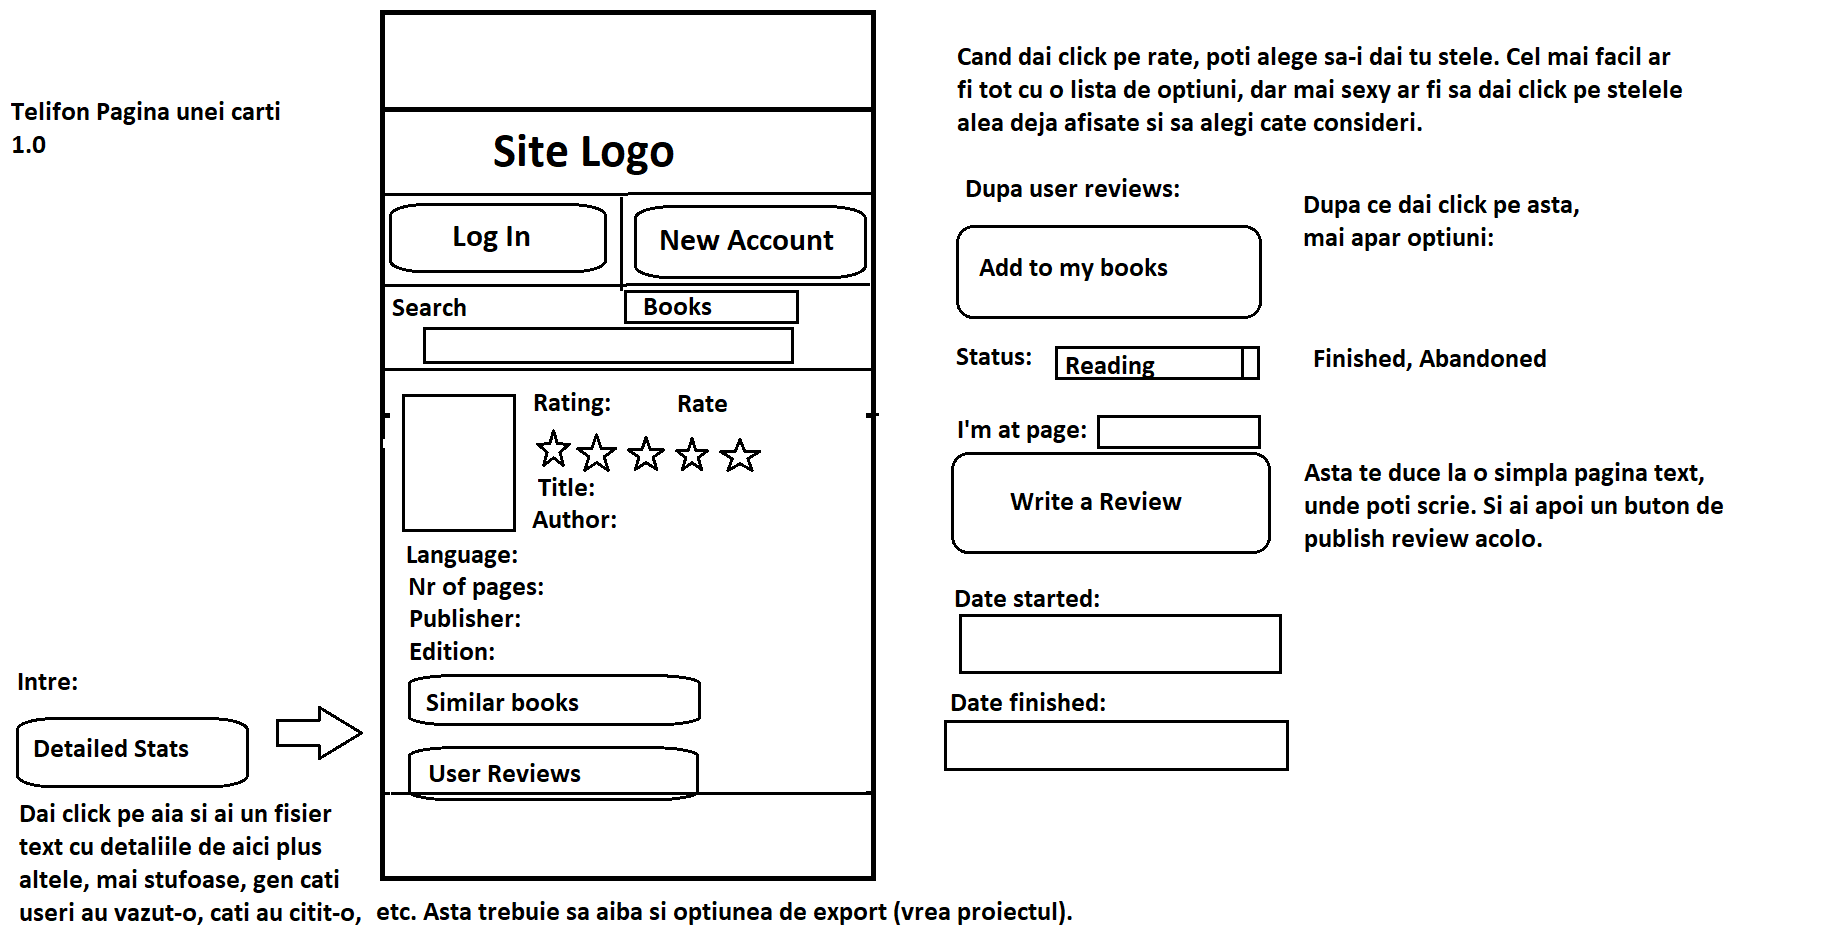 Telifon Pagina unei carti
1.0
Site Logo
Log In
New Account
Search
Books
Rating:
Rate
Title:
Author:
Language:
Nr of pages:
Publisher:
Edition:
Similar books
User Reviews
Intre:
Detailed Stats
Dai click pe aia si ai un fisier
text cu detaliile de aici plus
altele, mai stufoase, gen cati
useri au vazut-o, cati au citit-o, etc. Asta trebuie sa aiba si optiunea de export (vrea proiectul).
Cand dai click pe rate, poti alege sa-i dai tu stele. Cel mai facil ar
fi tot cu o lista de optiuni, dar mai sexy ar fi sa dai click pe stelele
alea deja afisate si sa alegi cate consideri.
Dupa user reviews:
Add to my books
Dupa ce dai click pe asta,
mai apar optiuni:
Status:
Reading
Finished, Abandoned
I'm at page:
Write a Review
Asta te duce la o simpla pagina text,
unde poti scrie. Si ai apoi un buton de
publish review acolo.
Date started:
Date finished: